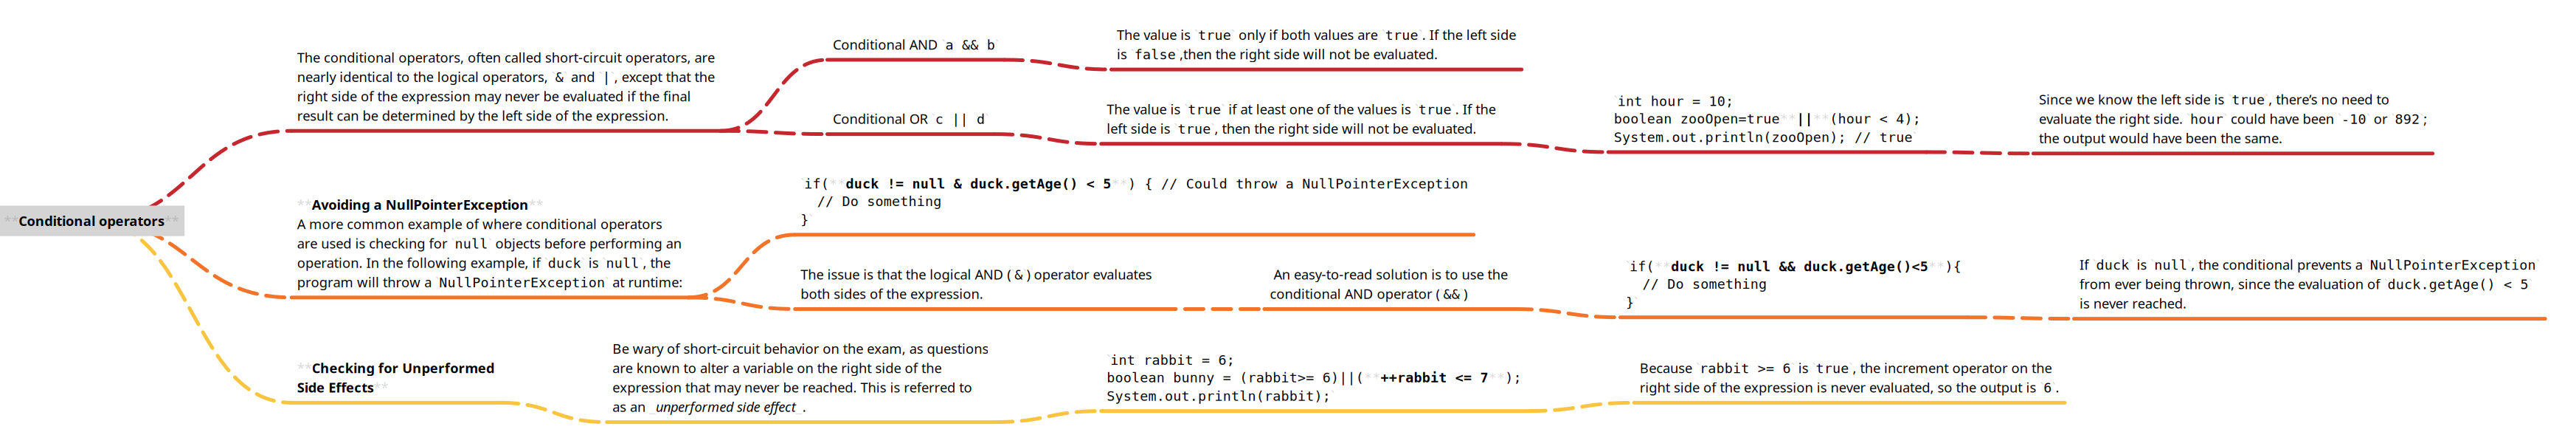 **Conditional operators**
The conditional operators, often called short-circuit operators, are
nearly identical to the logical operators, `&` and `|`, except that the
right side of the expression may never be evaluated if the final
result can be determined by the left side of the expression.
Conditional AND `a && b`
The value is `true` only if both values are `true`. If the left side
is `false`,then the right side will not be evaluated.
Conditional OR `c || d`
The value is `true` if at least one of the values is `true`. If the
left side is `true`, then the right side will not be evaluated.
`int hour = 10;
boolean zooOpen=true**||**(hour < 4);
System.out.println(zooOpen); // true`
Since we know the left side is `true`, there’s no need to
evaluate the right side. `hour` could have been `-10` or `892`;
the output would have been the same.
**Avoiding a NullPointerException**
A more common example of where conditional operators
are used is checking for `null` objects before performing an
operation. In the following example, if `duck` is `null`, the
program will throw a `NullPointerException` at runtime:
`if(**duck != null & duck.getAge() < 5**) { // Could throw a NullPointerException
// Do something
}`
The issue is that the logical AND (`&`) operator evaluates
both sides of the expression.
An easy-to-read solution is to use the
conditional AND operator (`&&`)
`if(**duck != null && duck.getAge()<5**){
// Do something
}`
If `duck` is `null`, the conditional prevents a `NullPointerException`
from ever being thrown, since the evaluation of `duck.getAge() < 5`
is never reached.
**Checking for Unperformed
Side Effects**
Be wary of short-circuit behavior on the exam, as questions
are known to alter a variable on the right side of the
expression that may never be reached. This is referred to
as an _unperformed side effect_.
`int rabbit = 6;
boolean bunny = (rabbit>= 6)||(**++rabbit <= 7**);
System.out.println(rabbit);`
Because `rabbit >= 6` is `true`, the increment operator on the
right side of the expression is never evaluated, so the output is `6`.